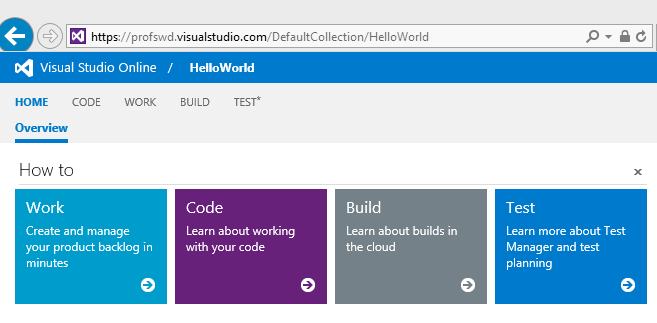 https://profswd.visualstudio.com/DefaultCollection/HelloWorld
Visual Studio Online / HelloWorld
HOME CODE WORK BUILD TEST*
Overview
How to
Work Code Build Test
Create and manage your product backlog in minutes
Learn about working with your code
Learn about builds in the cloud
Learn more about Test Manager and test planning